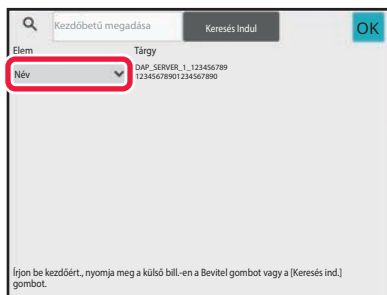 Kezdőbetű megadása
Keresés Indul
OK
Elem
Tárgy
Név
DAP_SERVER_1_123456789
12345678901234567890
Írjon be kezdőért., nyomja meg a külső bill.-en a Bevitel gombot vagy a [Keresés ind.]
gombot.